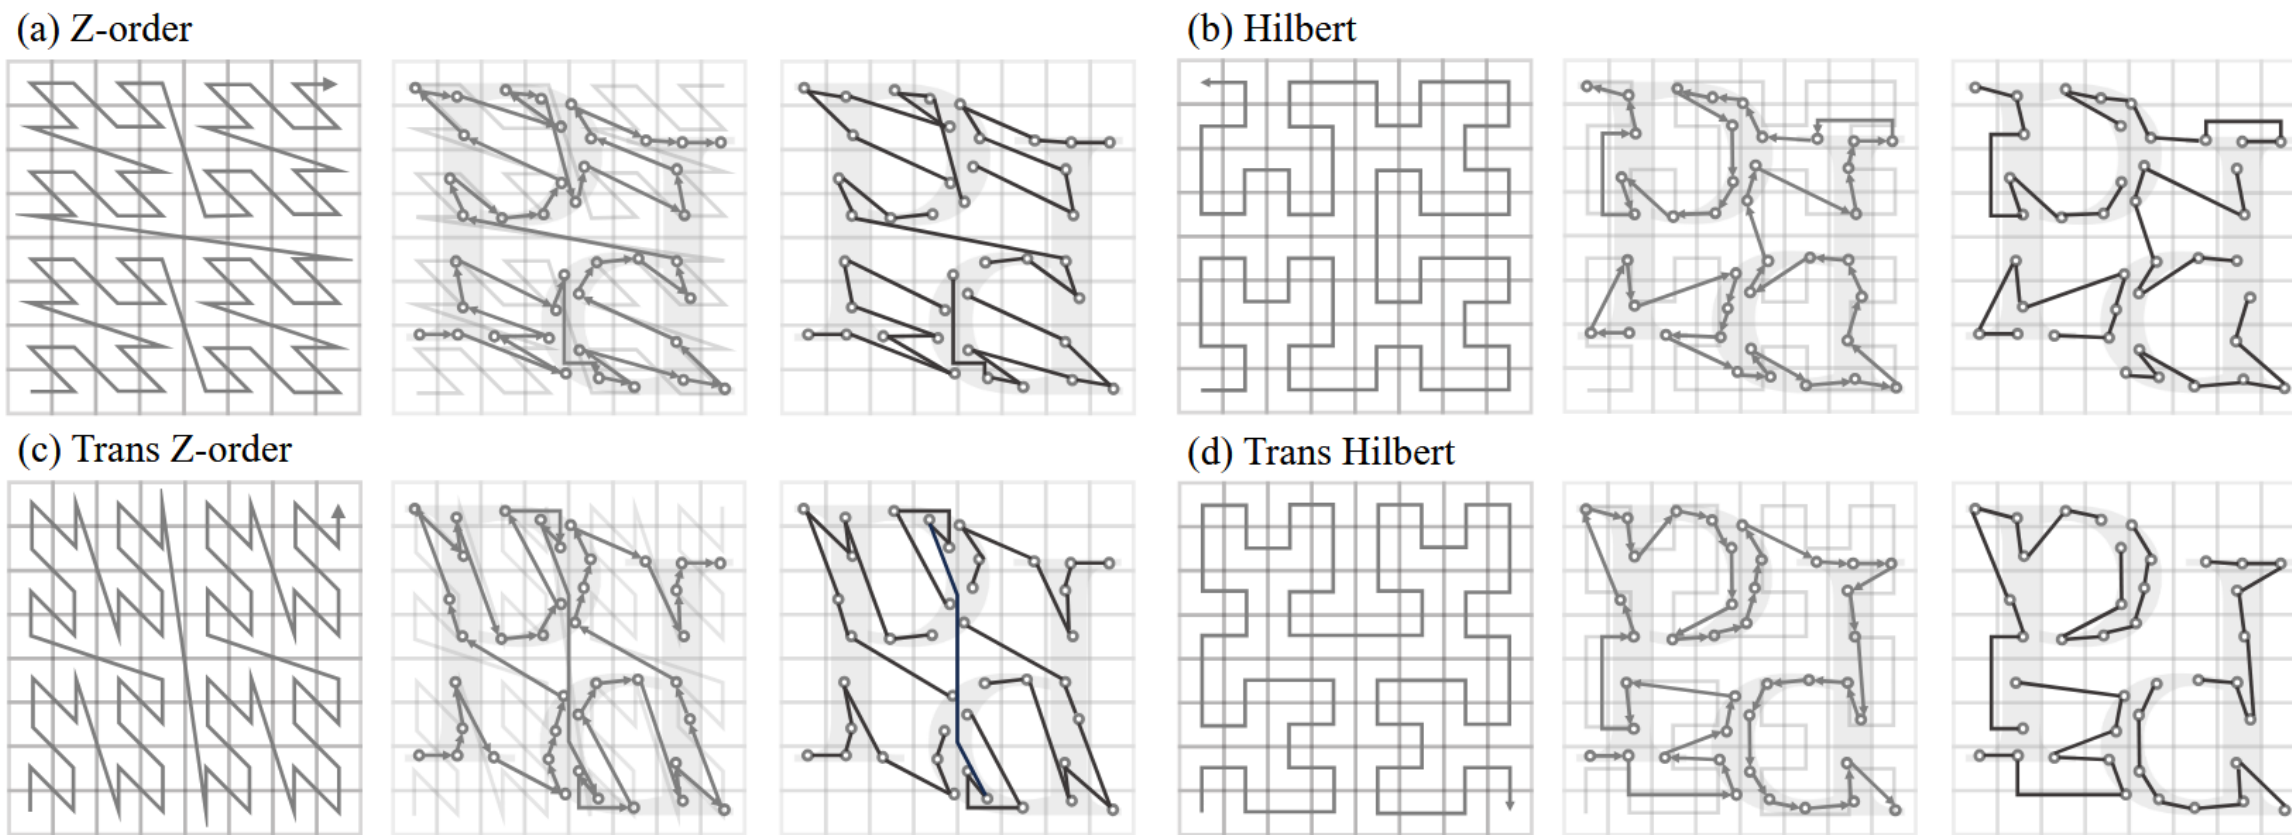 (a) Z-order
(b) Hilbert
(c) Trans Z-order
(d) Trans Hilbert